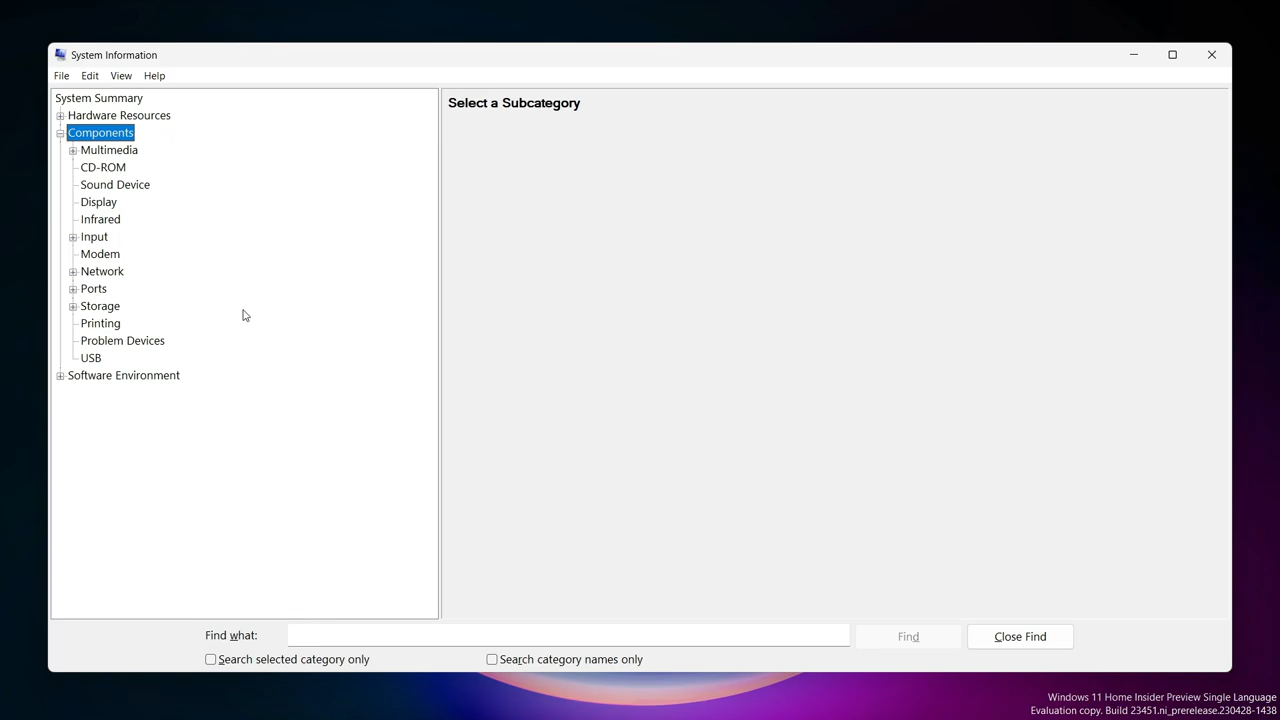 System Information
File Edit View Help
System Summary
Hardware Resources
Components
Multimedia
CD-ROM
Sound Device
Display
Infrared
Input
Modem
Network
Ports
Storage
Printing
Problem Devices
USB
Software Environment
Select a Subcategory
Find what:
Find
Close Find
Search selected category only
Search category names only
Windows 11 Home Insider Preview Single Language
Evaluation copy. Build 23451.ni_prerelease.230428-1438